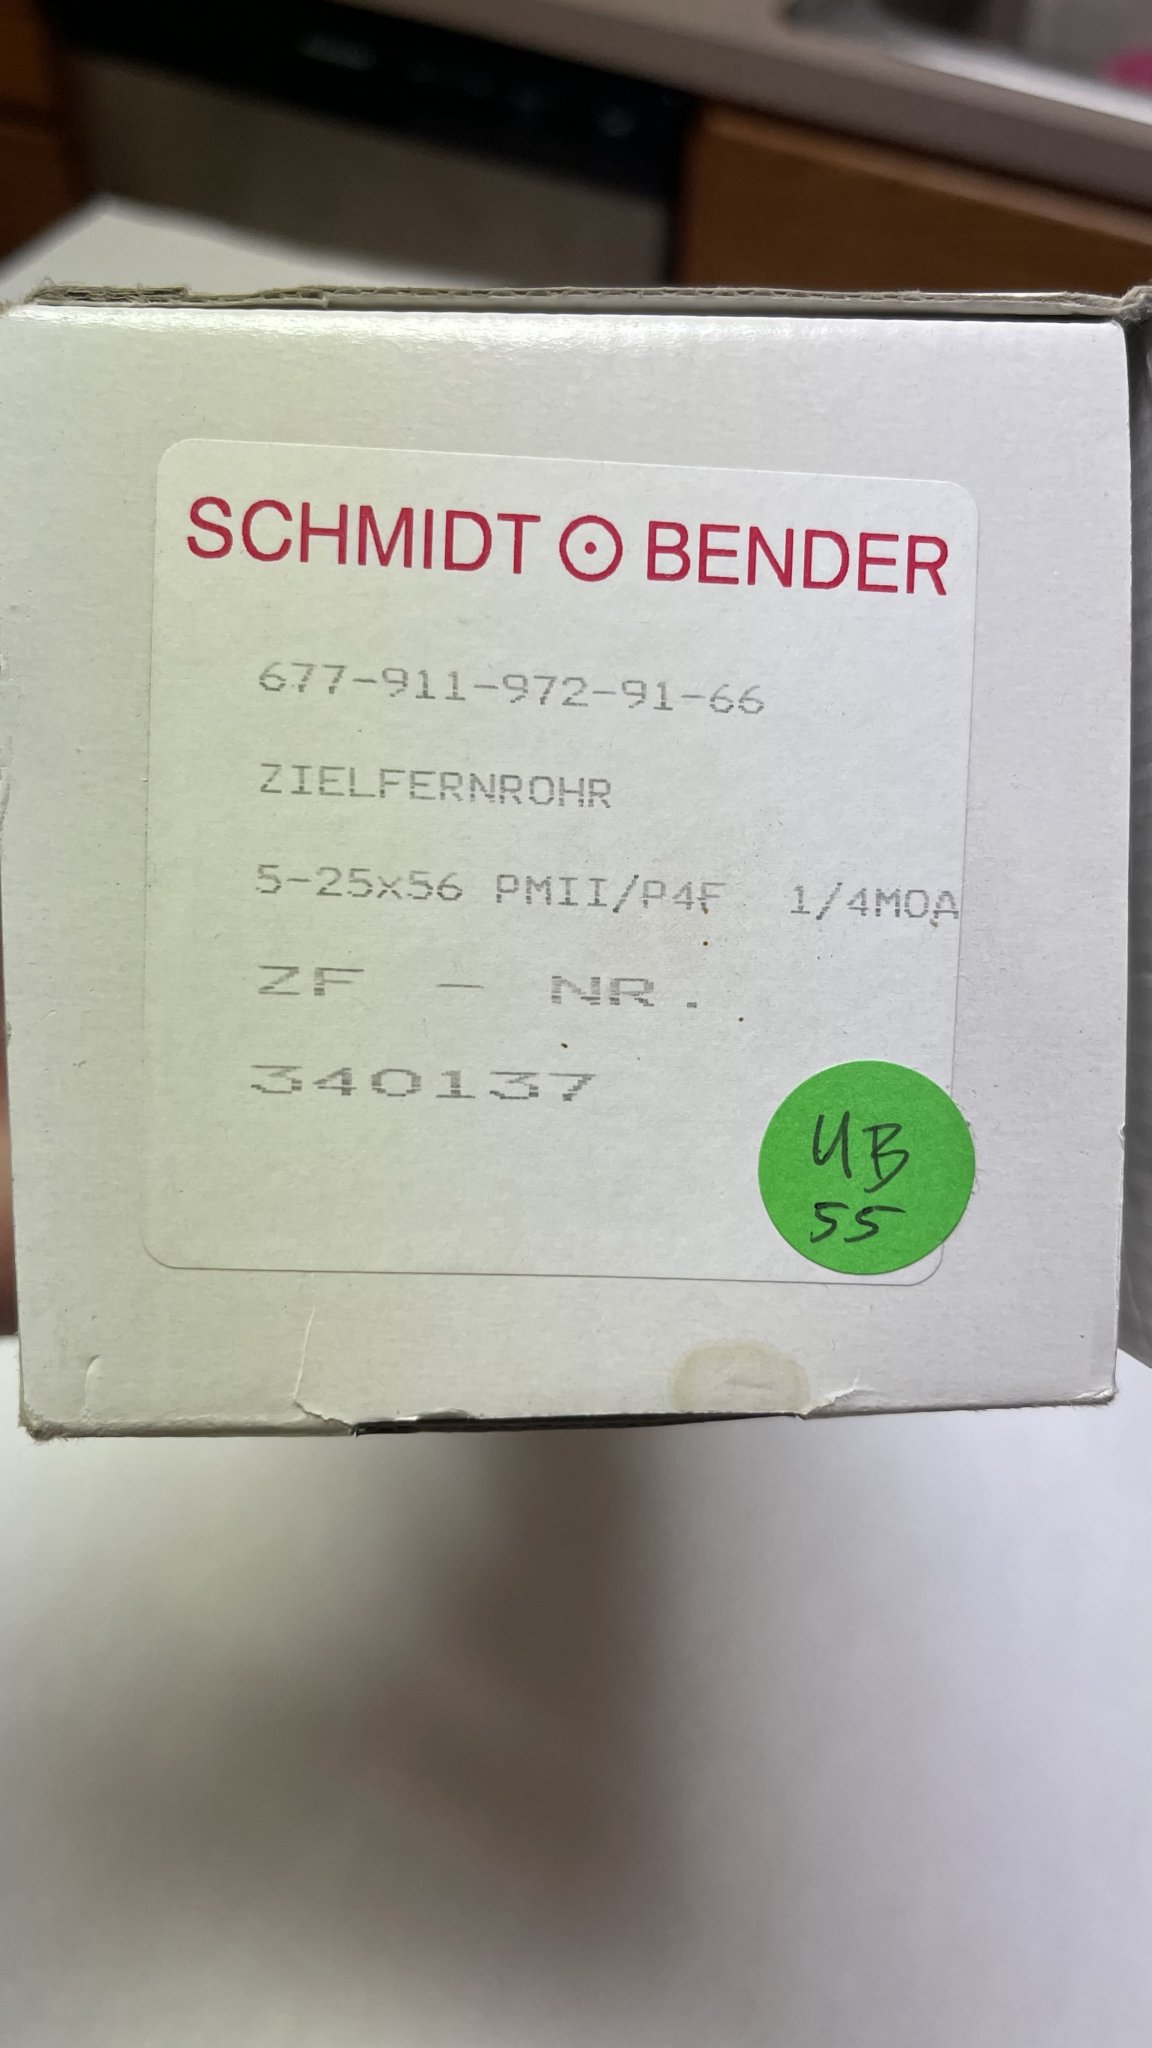 SCHMIDT BENDER
677-911-972-91-66
ZIELFERNROHR
5-25x56 PMII/P4F 1/4MOA
ZF - NR.
340137
UB
55